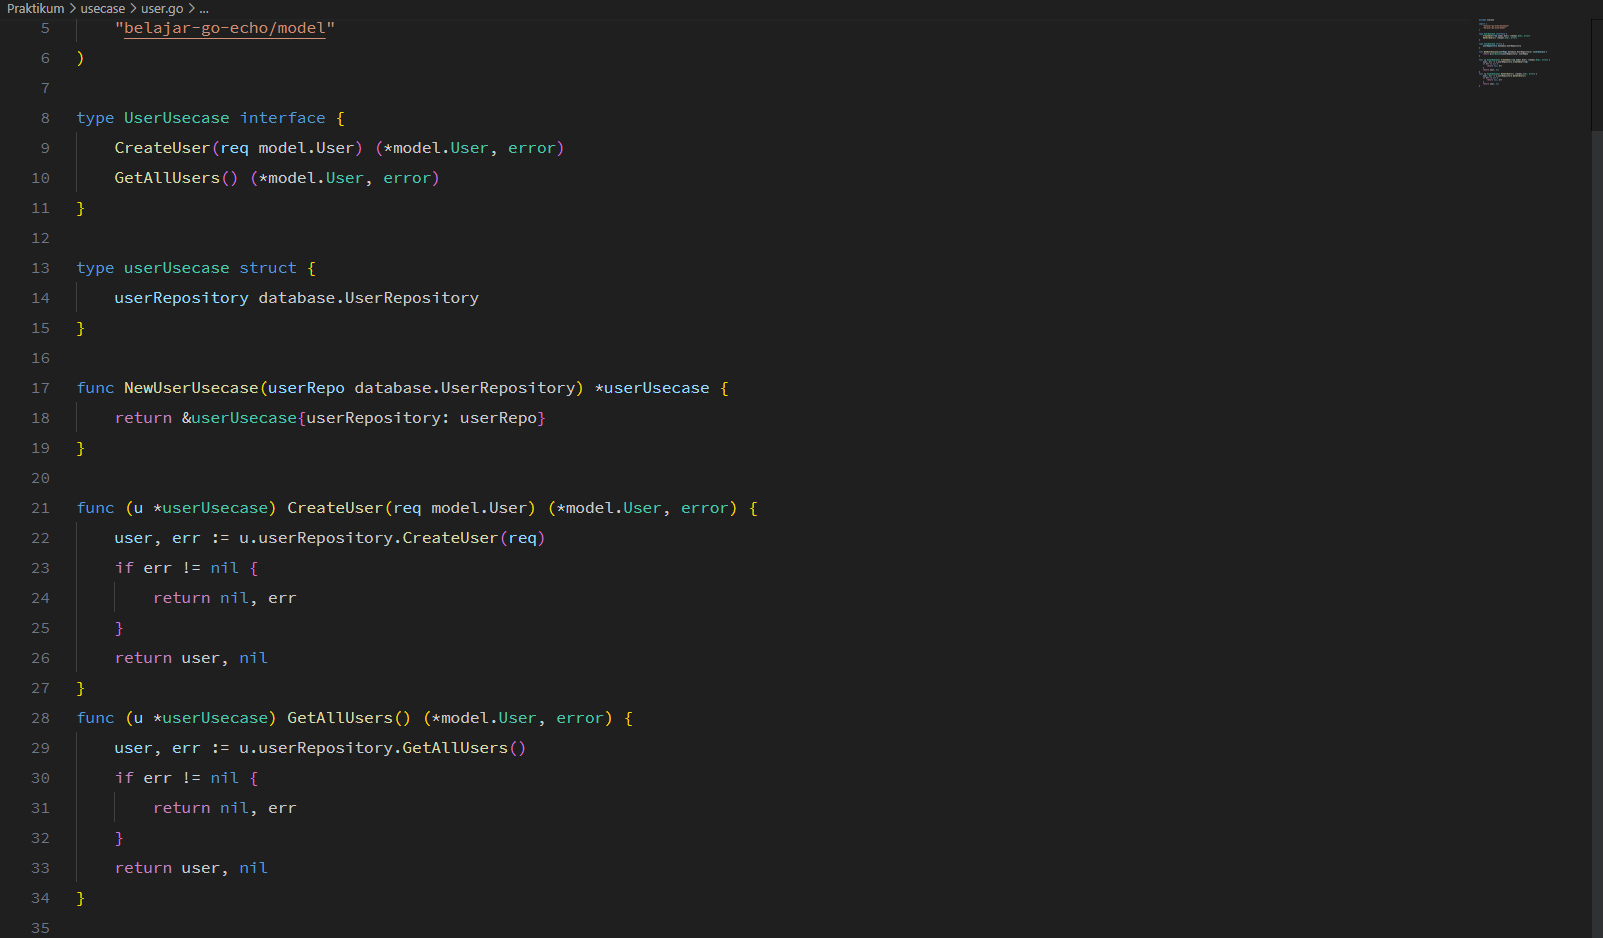 Praktikum > usecase > user.go > ...
5 "belajar-go-echo/model"
6 )
7
8 type UserUsecase interface {
9 CreateUser(req model.User) (*model.User, error)
10 GetAllUsers() (*model.User, error)
11 }
12
13 type userUsecase struct {
14 userRepository database.UserRepository
15 }
16
17 func NewUserUsecase(userRepo database.UserRepository) *userUsecase {
18 return &userUsecase{userRepository: userRepo}
19 }
20
21 func (u *userUsecase) CreateUser(req model.User) (*model.User, error) {
22 user, err := u.userRepository.CreateUser(req)
23 if err != nil {
24 return nil, err
25 }
26 return user, nil
27 }
28 func (u *userUsecase) GetAllUsers() (*model.User, error) {
29 user, err := u.userRepository.GetAllUsers()
30 if err != nil {
31 return nil, err
32 }
33 return user, nil
34 }
35